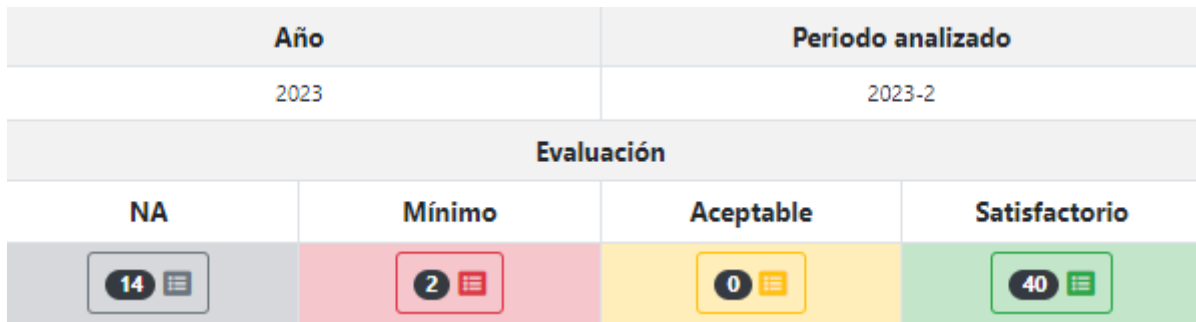 Año Periodo analizado
2023 2023-2
Evaluación
NA Mínimo Aceptable Satisfactorio
14 2 0 40